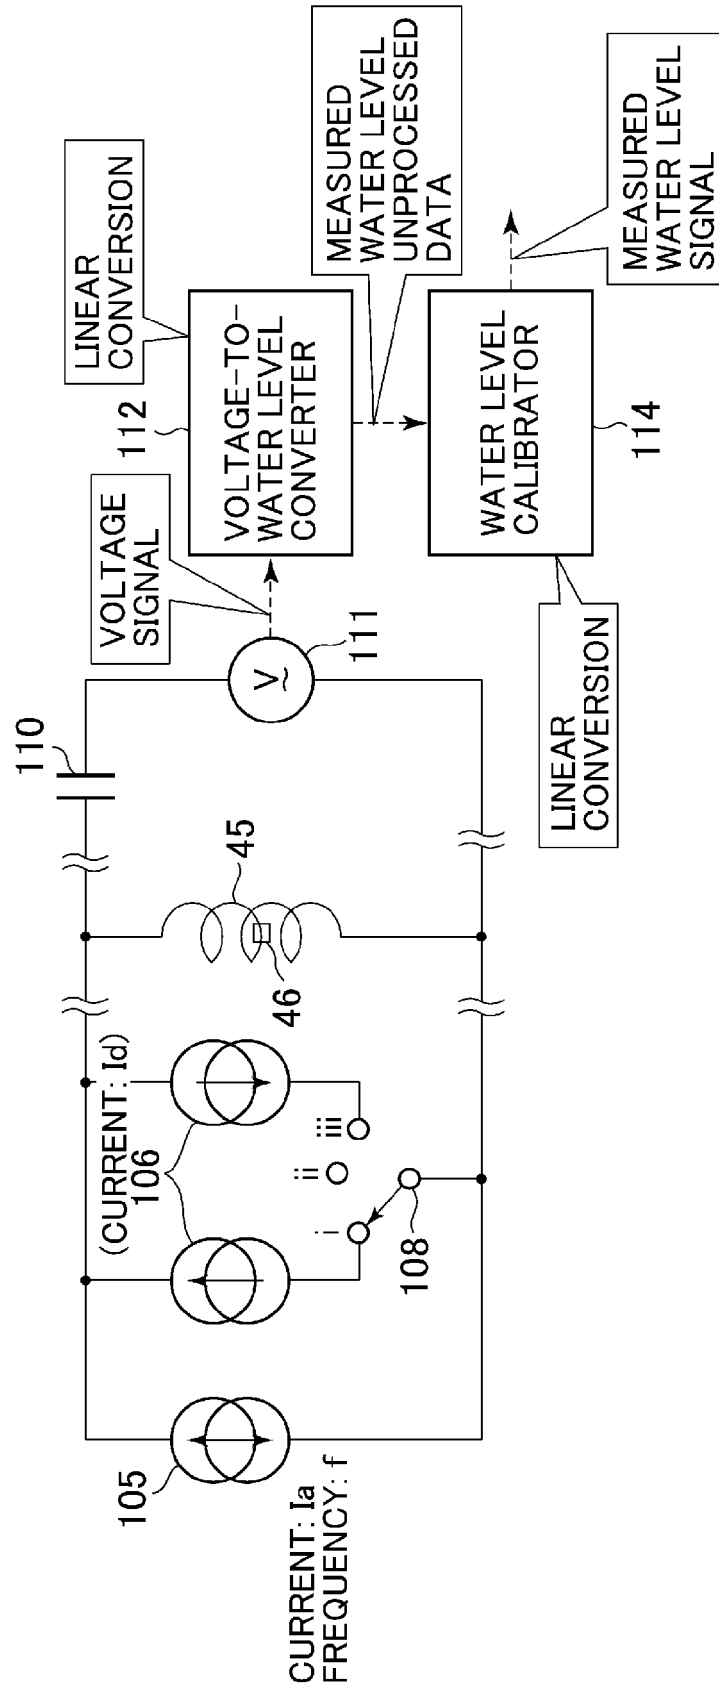 105
CURRENT: Ia
FREQUENCY: f
(CURRENT: Id)
106
i
ii
iii
108
45
46
110
V
~
111
VOLTAGE
SIGNAL
112
LINEAR
CONVERSION
VOLTAGE-TO-
WATER LEVEL
CONVERTER
MEASURED
WATER LEVEL
UNPROCESSED
DATA
WATER LEVEL
CALIBRATOR
114
LINEAR
CONVERSION
MEASURED
WATER LEVEL
SIGNAL